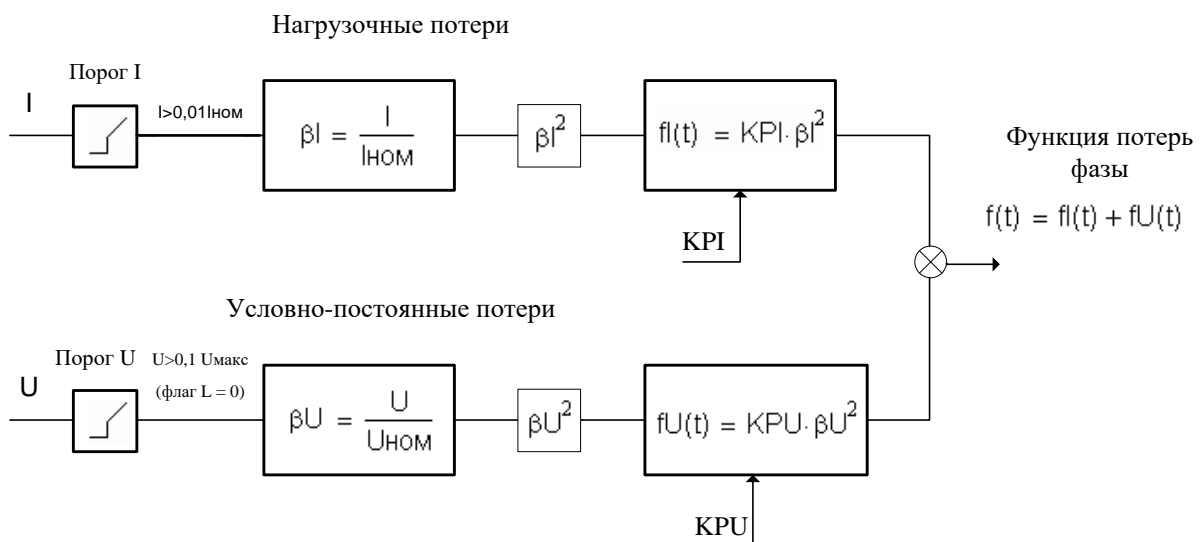 Нагрузочные потери
Порог I
I
I>0,01Iном
βI = I / Iном
βI²
fI(t) = KPI· βI²
KPI
Функция потерь
фазы
f(t) = fI(t) + fU(t)
Условно-постоянные потери
Порог U
U>0,1 Uмакс
(флаг L = 0)
U
βU = U / Uном
βU²
fU(t) = KPU· βU²
KPU